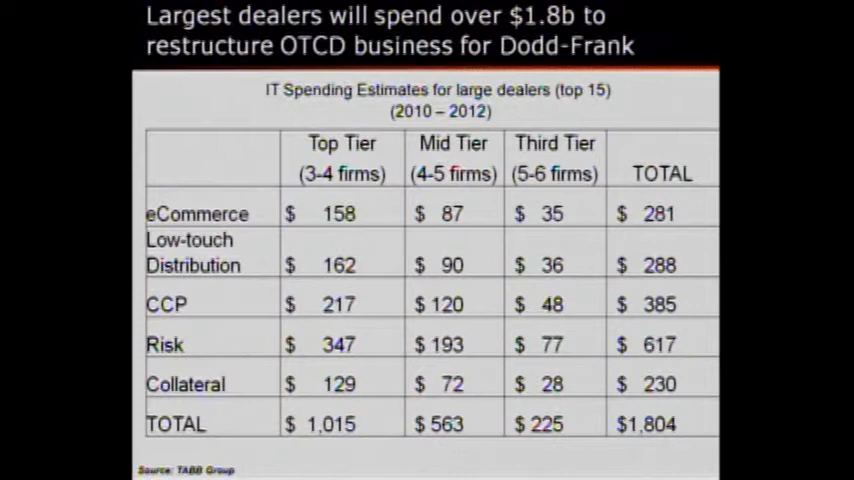 Largest dealers will spend over $1.8b to
restructure OTCD business for Dodd-Frank
IT Spending Estimates for large dealers (top 15)
(2010 – 2012)
Top Tier Mid Tier Third Tier
(3-4 firms) (4-5 firms) (5-6 firms) TOTAL
eCommerce $ 158 $ 87 $ 35 $ 281
Low-touch
Distribution $ 162 $ 90 $ 36 $ 288
CCP $ 217 $ 120 $ 48 $ 385
Risk $ 347 $ 193 $ 77 $ 617
Collateral $ 129 $ 72 $ 28 $ 230
TOTAL $ 1,015 $ 563 $ 225 $1,804
Source: TABB Group